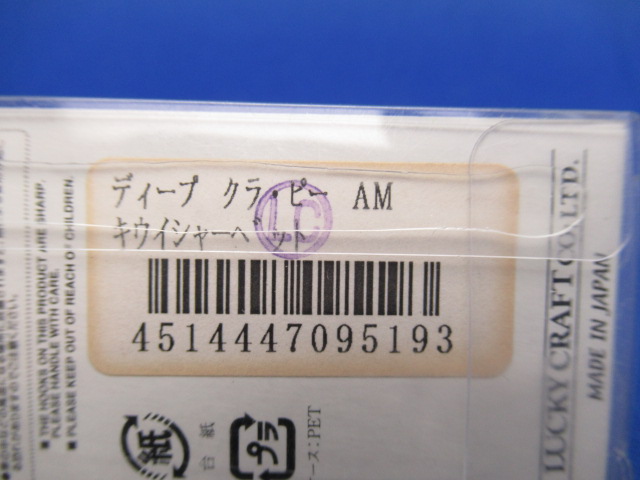 ディープ クラ・ピー AM
キウイシャーベット
LC
4514447095193
紙
台紙
プラ
ース:PET
LUCKY CRAFT CO.,LTD.
MADE IN JAPAN
■ THE HOOKS ON THIS PRODUCT ARE SHARP.
PLEASE HANDLE WITH CARE.
■ PLEASE KEEP OUT OF REACH OF CHILDREN.